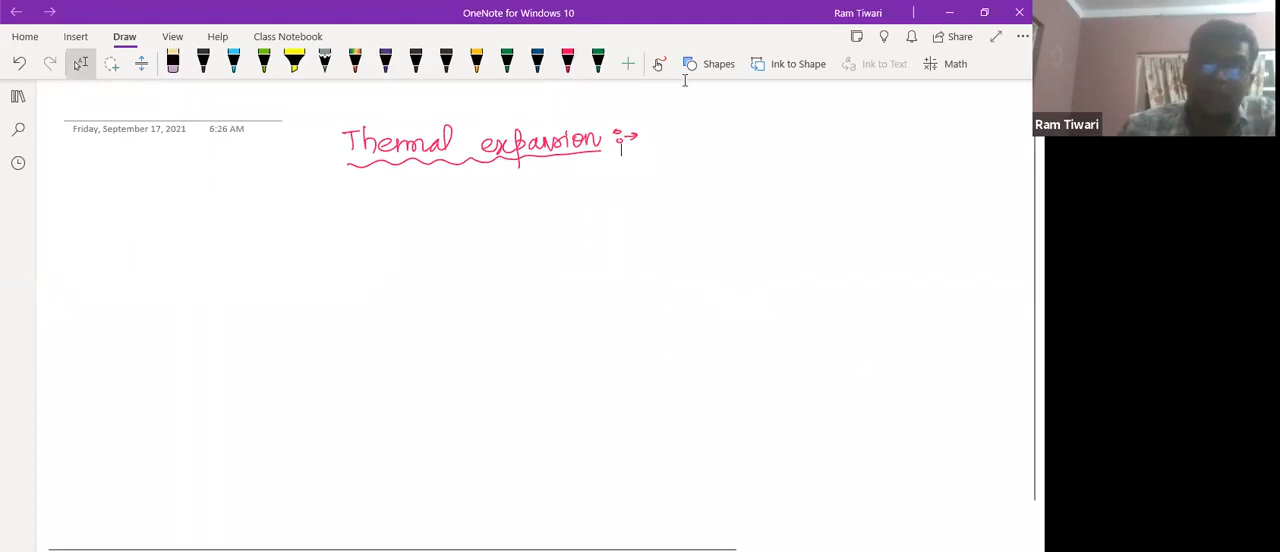 OneNote for Windows 10
Ram Tiwari
Home Insert Draw View Help Class Notebook
Share
Shapes Ink to Shape Ink to Text Math
Ram Tiwari
Friday, September 17, 2021 6:26 AM
Thermal expansion :→